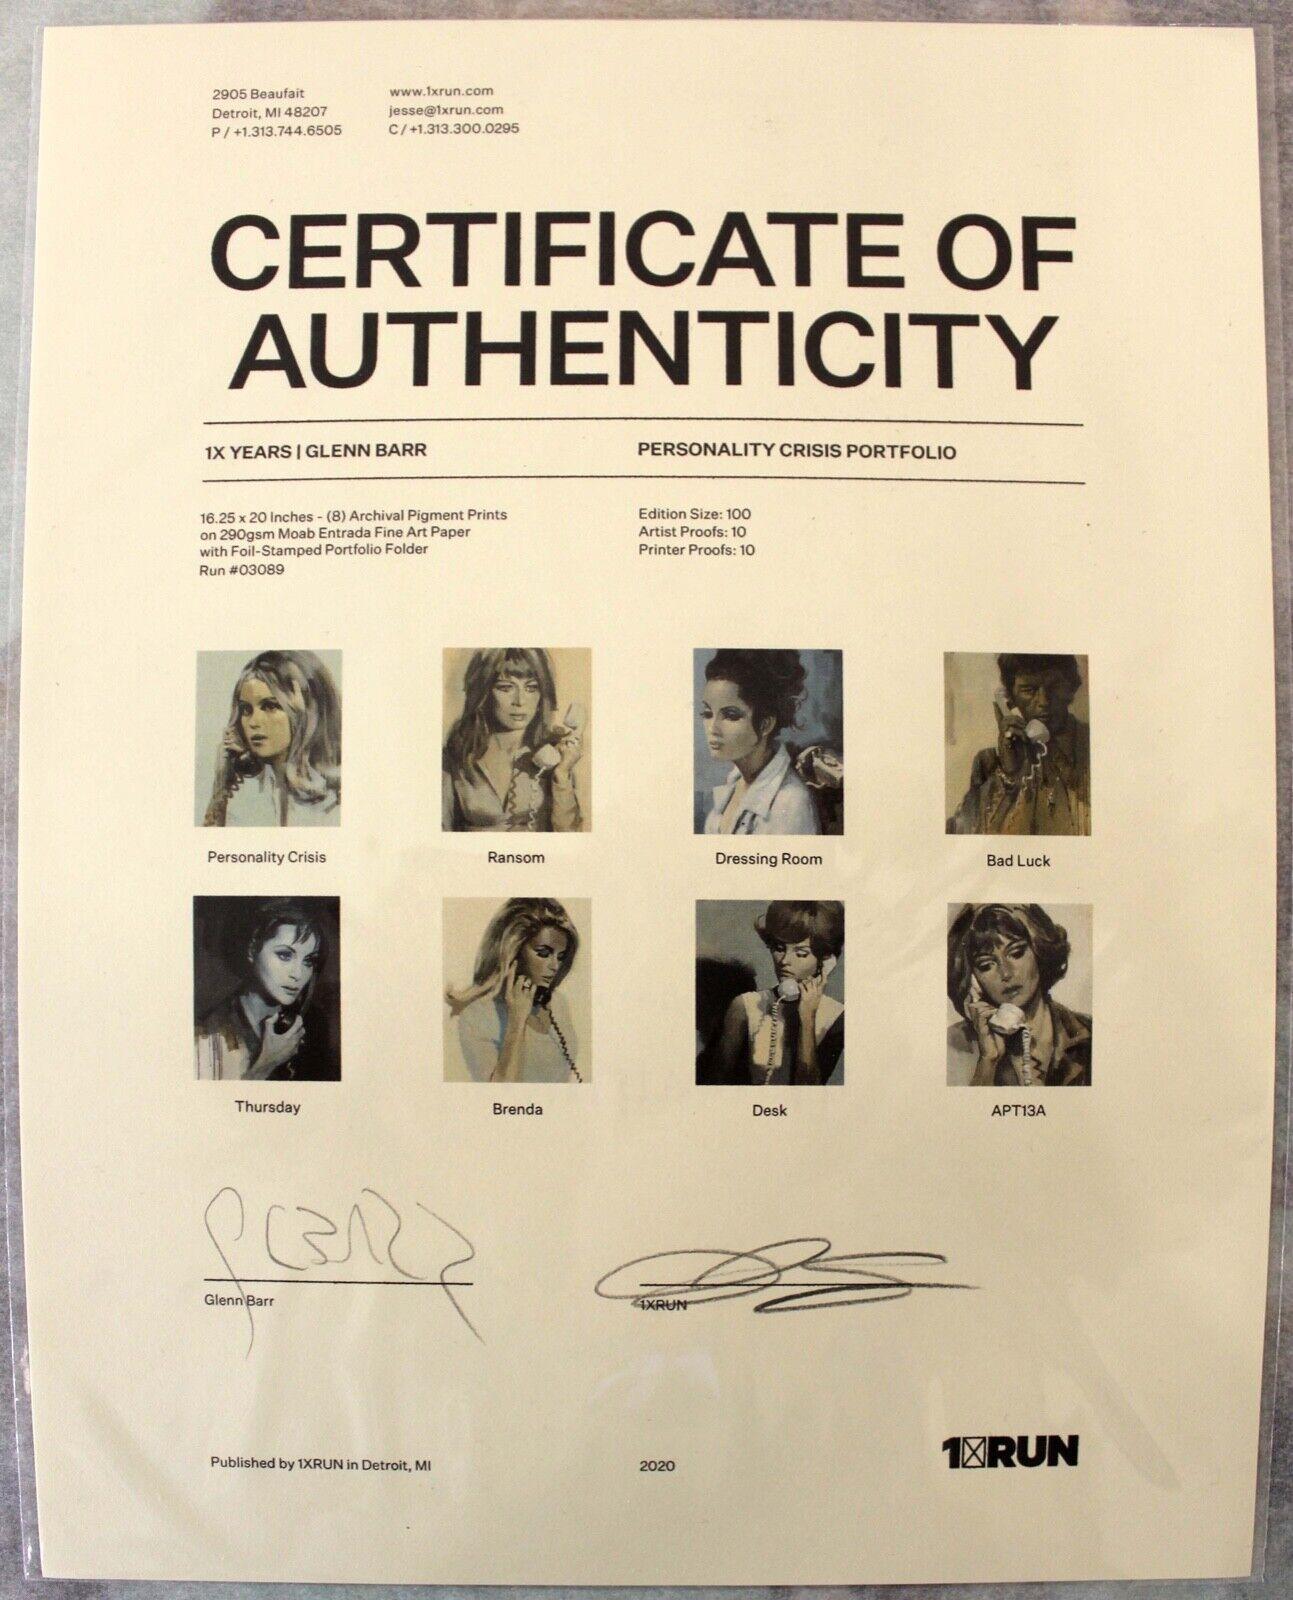 2905 Beaufait
Detroit, MI 48207
P / +1.313.744.6505
www.1xrun.com
jesse@1xrun.com
C / +1.313.300.0295
CERTIFICATE OF
AUTHENTICITY
1X YEARS | GLENN BARR
PERSONALITY CRISIS PORTFOLIO
16.25 x 20 Inches - (8) Archival Pigment Prints
on 290gsm Moab Entrada Fine Art Paper
with Foil-Stamped Portfolio Folder
Run #03089
Edition Size: 100
Artist Proofs: 10
Printer Proofs: 10
Personality Crisis
Ransom
Dressing Room
Bad Luck
Thursday
Brenda
Desk
APT13A
Glenn Barr
1XRUN
Published by 1XRUN in Detroit, MI
2020
1XRUN